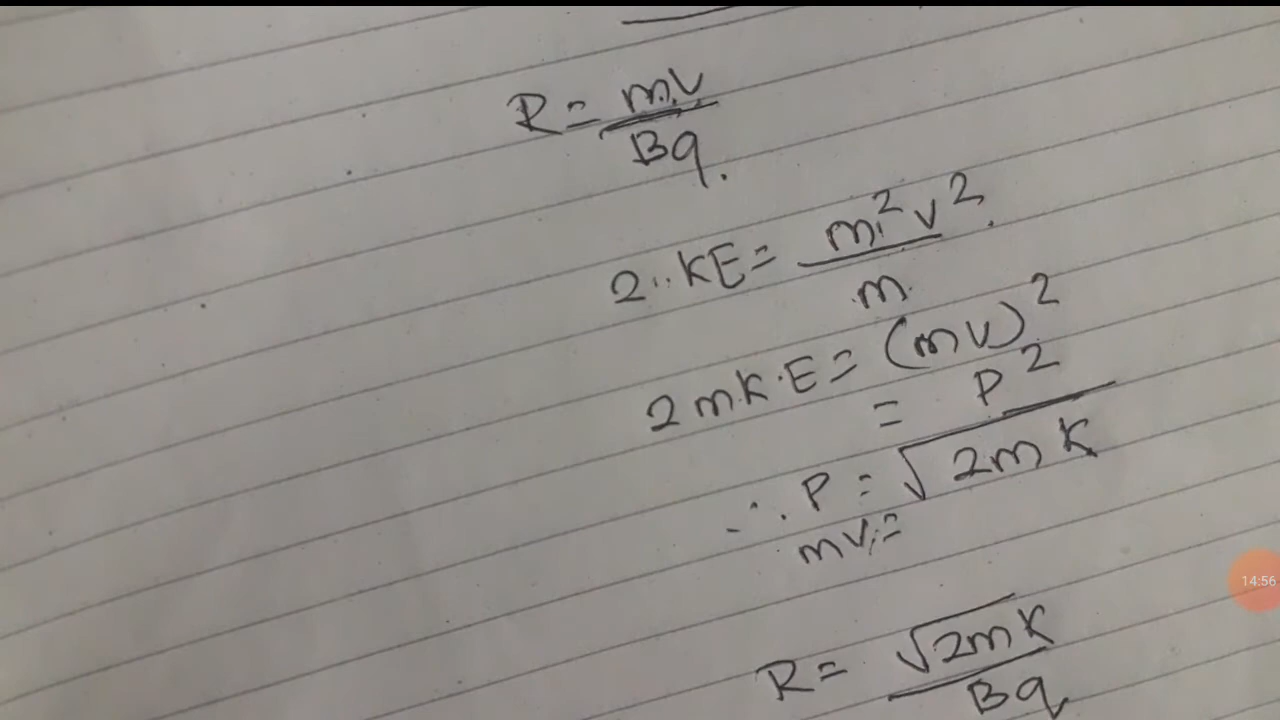 R = mv / Bq.
2..KE = m²v² / m
2mK.E = (mv)²
= P²
∴ P = √2mK
mv =
14:56
R = √2mK / Bq